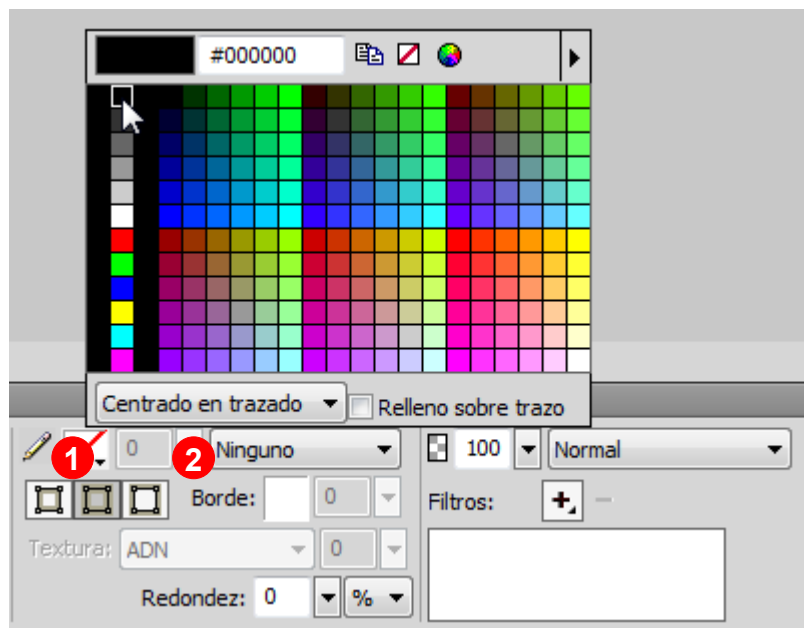 #000000
Centrado en trazado Relleno sobre trazo
1 0 2 Ninguno 100 Normal
Borde: 0 Filtros: +
Textura: ADN 0
Redondez: 0 %